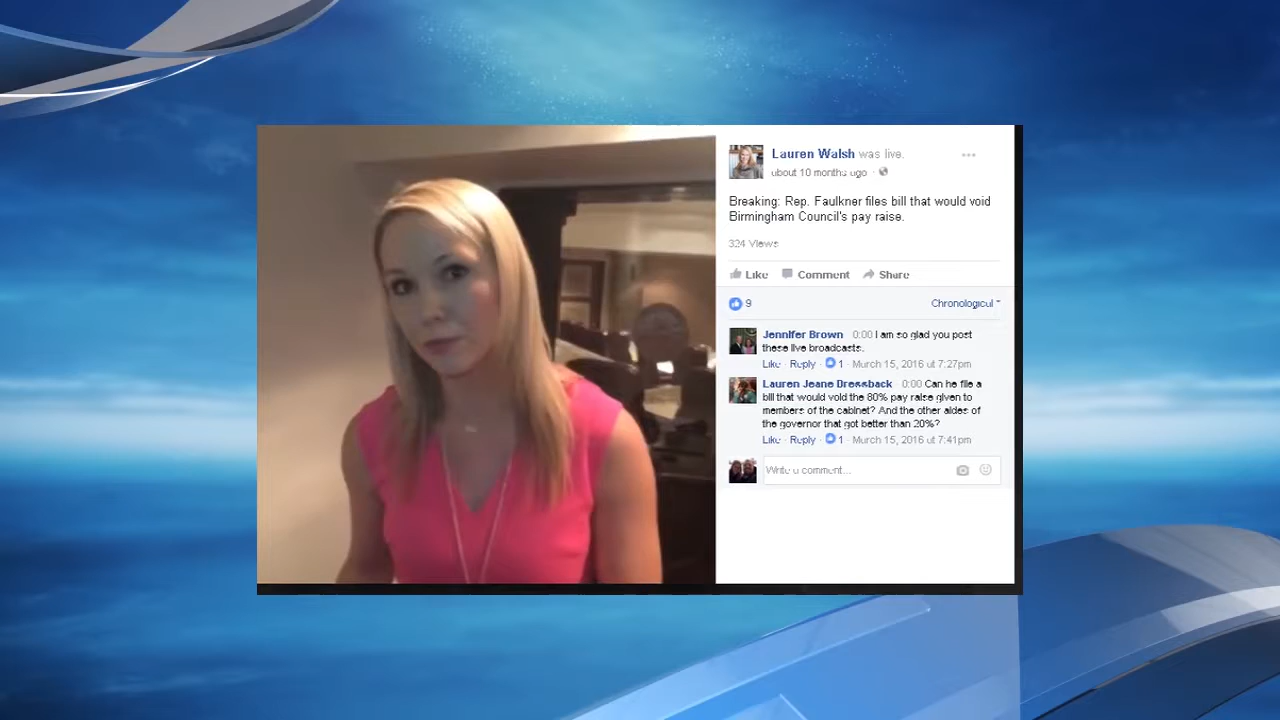 Lauren Walsh was live.
about 10 months ago
Breaking: Rep. Faulkner files bill that would void
Birmingham Council's pay raise.
324 Views
Like Comment Share
9 Chronological
Jennifer Brown · 0:00 I am so glad you post
these live broadcasts.
Like · Reply · 1 · March 15, 2016 at 7:27pm
Lauren Jeane Dressback · 0:00 Can he file a
bill that would void the 80% pay raise given to
members of the cabinet? And the other aides of
the governor that got better than 20%?
Like · Reply · 1 · March 15, 2016 at 7:41pm
Write a comment...